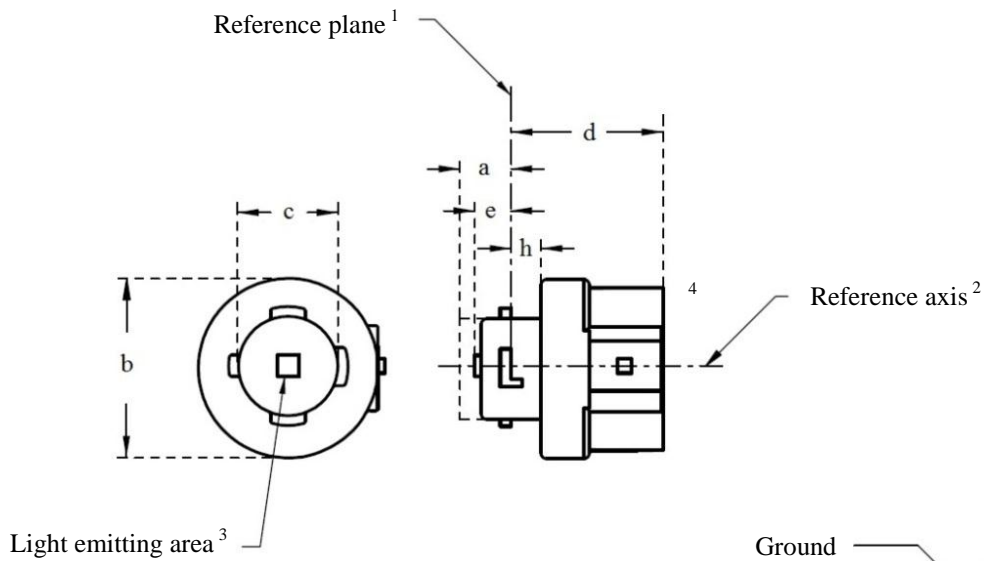 Reference plane 1
d
a
c
e
h
4
Reference axis 2
b
Light emitting area 3
Ground